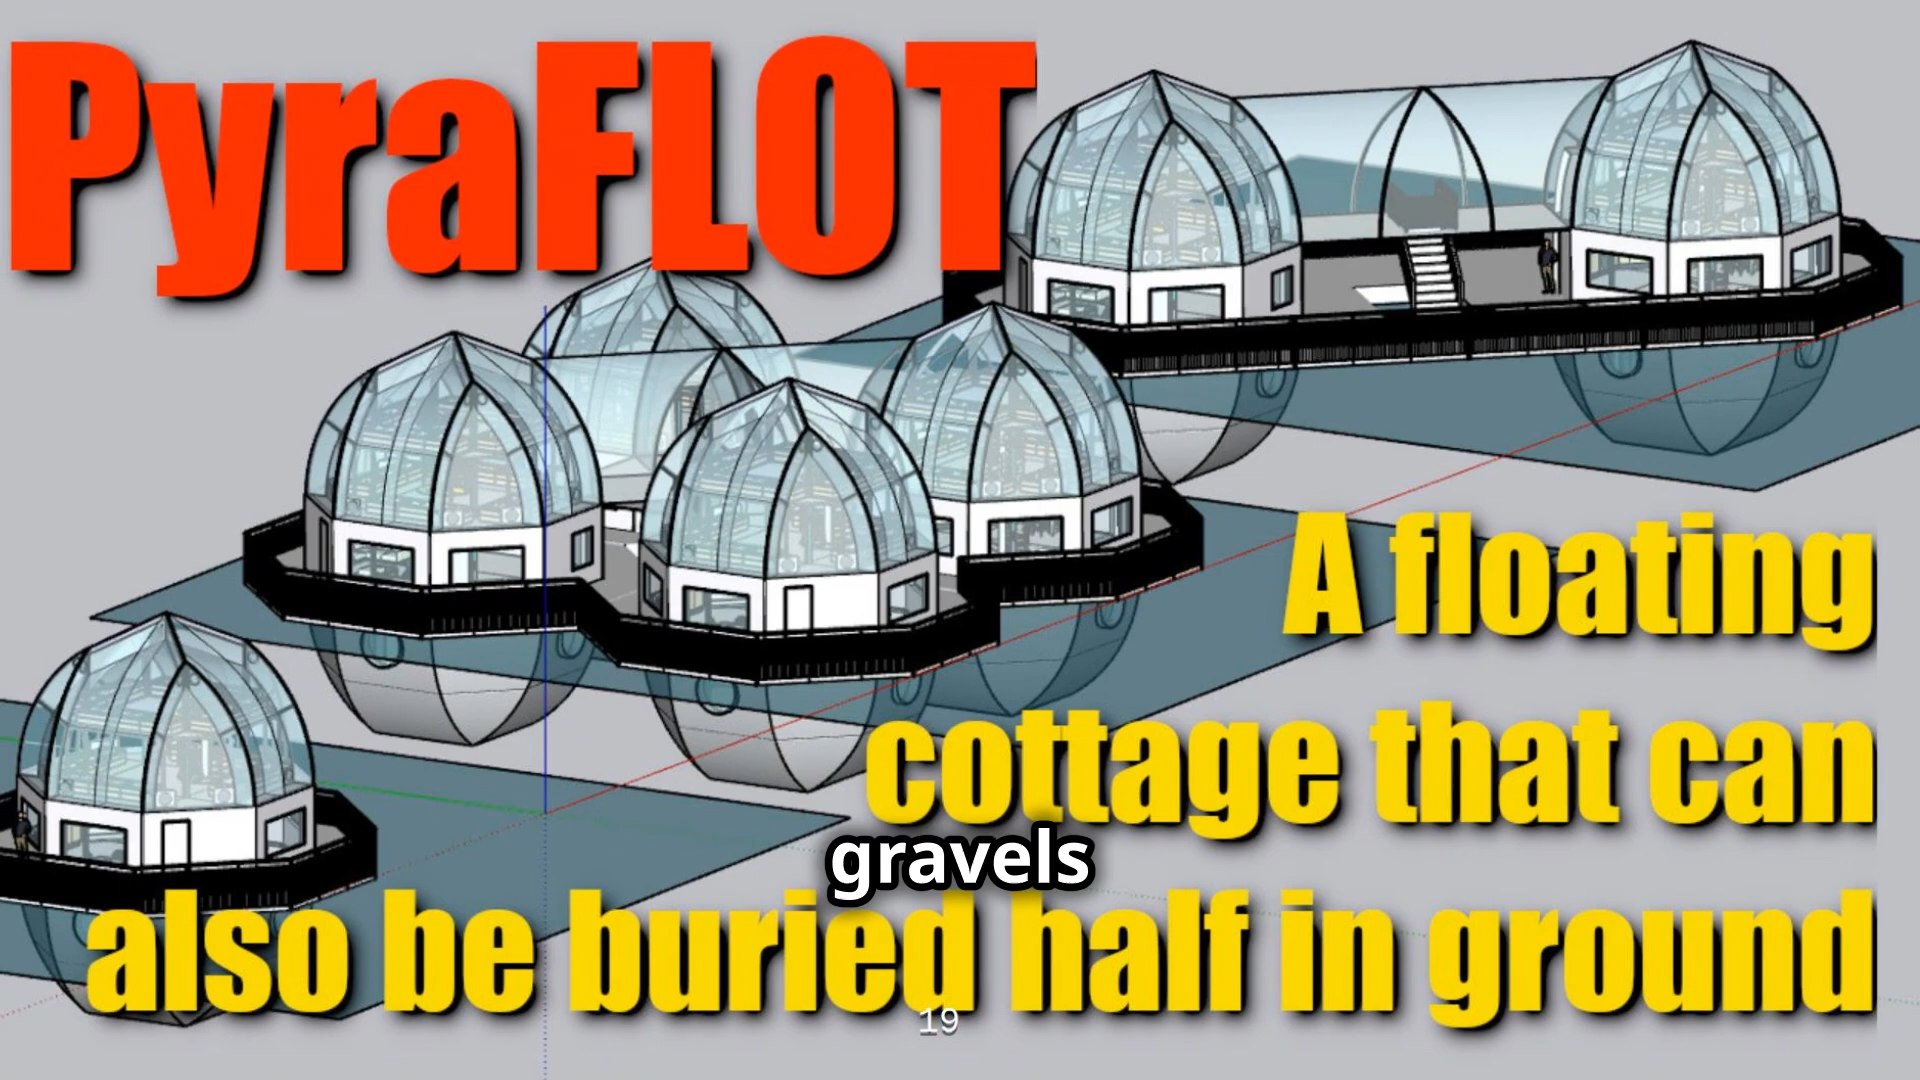 PyraFLOT
A floating
cottage that can
gravels
also be buried half in ground
19